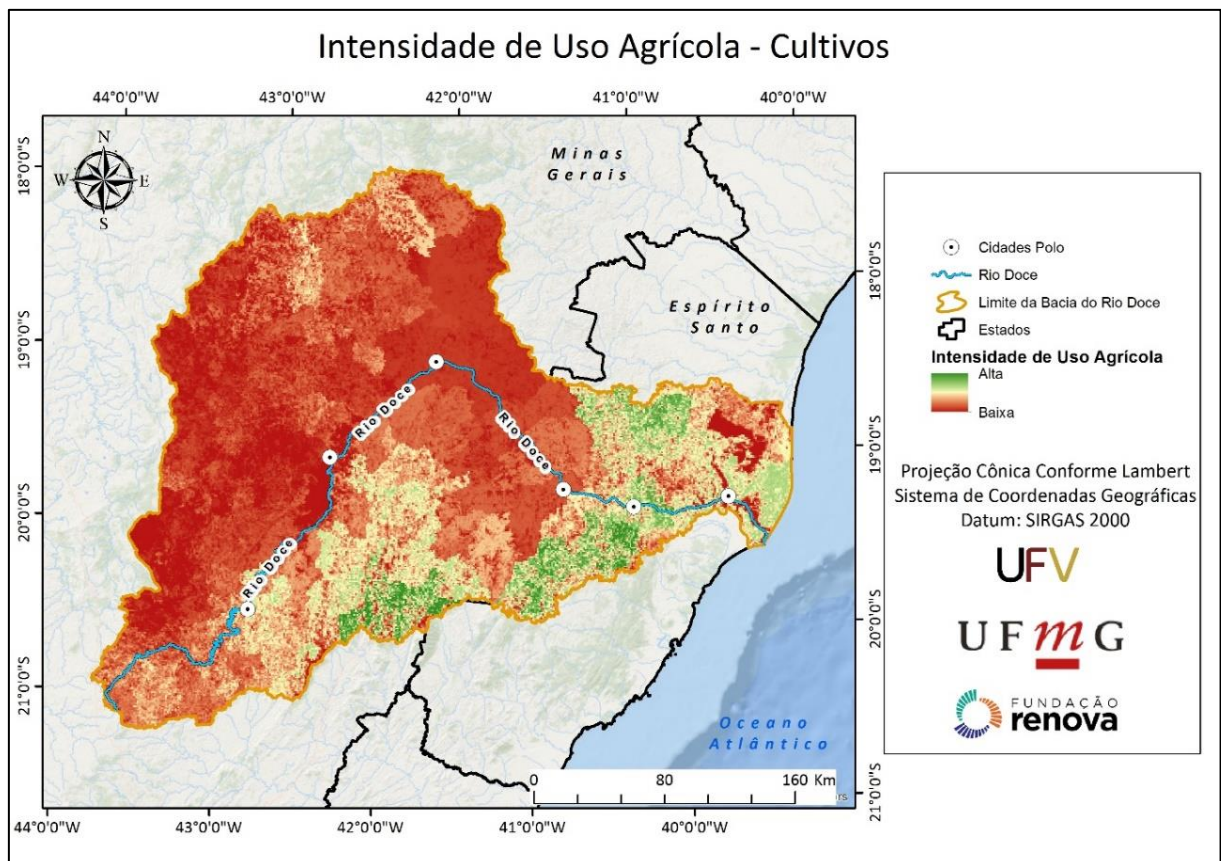 Intensidade de Uso Agrícola - Cultivos
44°0'0"W 43°0'0"W 42°0'0"W 41°0'0"W 40°0'0"W
18°0'0"S
19°0'0"S
20°0'0"S
21°0'0"S
N
W E
S
Minas
Gerais
Espírito
Santo
Rio Doce
Rio Doce
Rio Doce
Oceano
Atlântico
0 80 160 Km
rs
18°0'0"S
19°0'0"S
20°0'0"S
21°0'0"S
44°0'0"W 43°0'0"W 42°0'0"W 41°0'0"W 40°0'0"W
Cidades Polo
Rio Doce
Limite da Bacia do Rio Doce
Estados
Intensidade de Uso Agrícola
Alta
Baixa
Projeção Cônica Conforme Lambert
Sistema de Coordenadas Geográficas
Datum: SIRGAS 2000
UFV
UFmG
FUNDAÇÃO
renova